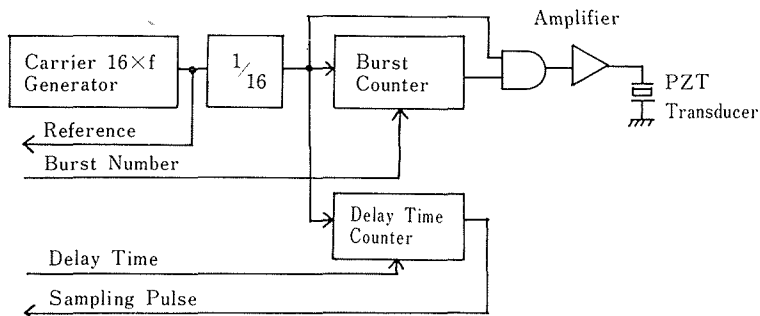 Amplifier
Carrier 16×f
Generator
1/16
Burst
Counter
PZT
Transducer
Reference
Burst Number
Delay Time
Counter
Delay Time
Sampling Pulse